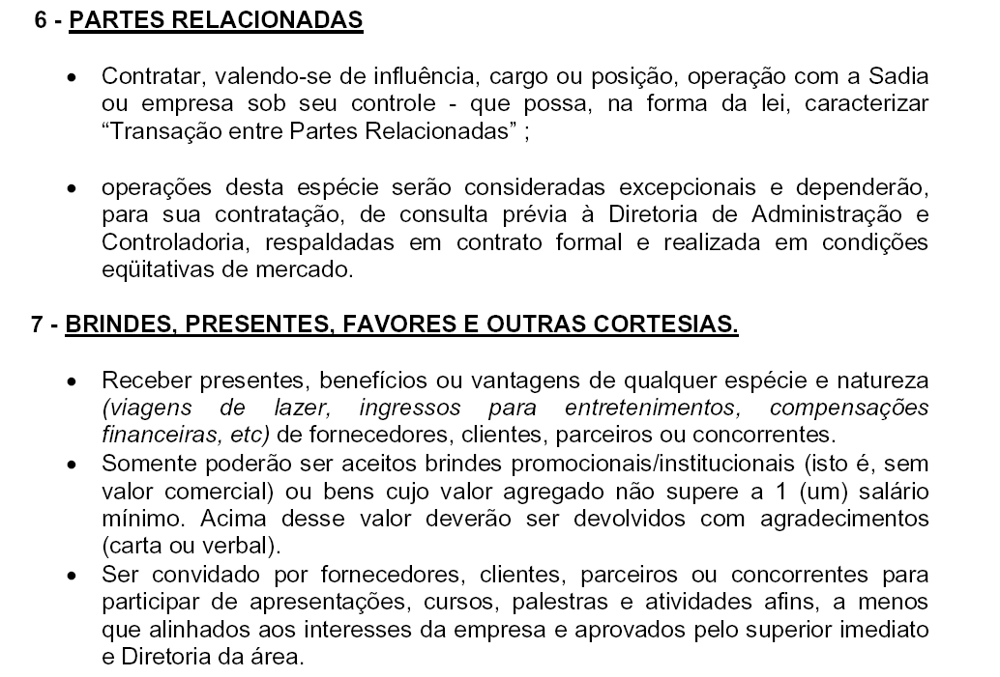 6 - PARTES RELACIONADAS
• Contratar, valendo-se de influência, cargo ou posição, operação com a Sadia
ou empresa sob seu controle - que possa, na forma da lei, caracterizar
“Transação entre Partes Relacionadas” ;
• operações desta espécie serão consideradas excepcionais e dependerão,
para sua contratação, de consulta prévia à Diretoria de Administração e
Controladoria, respaldadas em contrato formal e realizada em condições
eqüitativas de mercado.
7 - BRINDES, PRESENTES, FAVORES E OUTRAS CORTESIAS.
• Receber presentes, benefícios ou vantagens de qualquer espécie e natureza
(viagens de lazer, ingressos para entretenimentos, compensações
financeiras, etc) de fornecedores, clientes, parceiros ou concorrentes.
• Somente poderão ser aceitos brindes promocionais/institucionais (isto é, sem
valor comercial) ou bens cujo valor agregado não supere a 1 (um) salário
mínimo. Acima desse valor deverão ser devolvidos com agradecimentos
(carta ou verbal).
• Ser convidado por fornecedores, clientes, parceiros ou concorrentes para
participar de apresentações, cursos, palestras e atividades afins, a menos
que alinhados aos interesses da empresa e aprovados pelo superior imediato
e Diretoria da área.